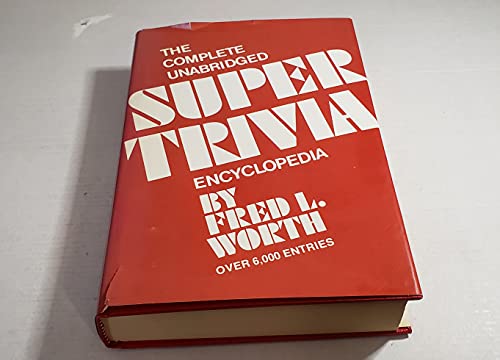 THE
COMPLETE
UNABRIDGED
SUPER
TRIVIA
ENCYCLOPEDIA
BY
FRED L.
WORTH
OVER 6,000 ENTRIES